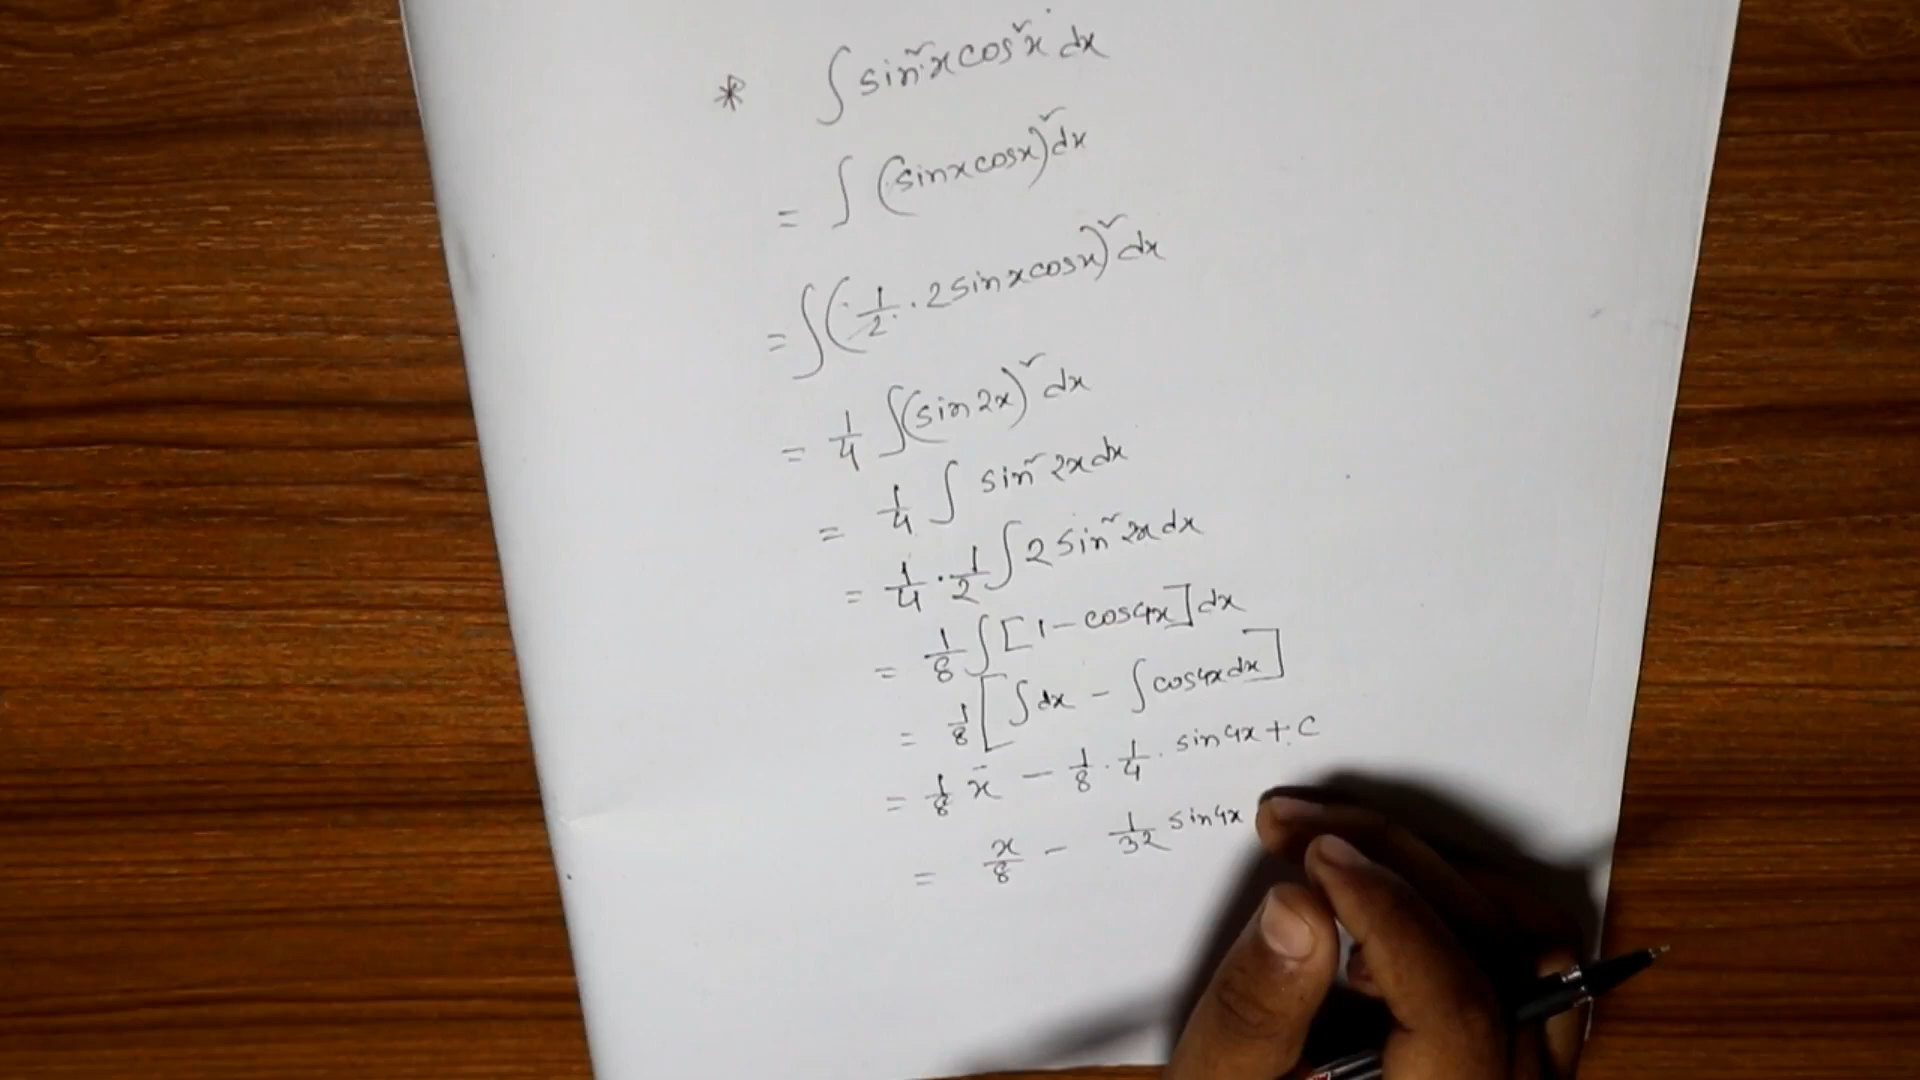 * ∫ sin²x cos²x dx
= ∫ (sinx cosx)² dx
= ∫ (1/2 · 2 sinx cosx)² dx
= 1/4 ∫ (sin 2x)² dx
= 1/4 ∫ sin² 2x dx
= 1/4 · 1/2 ∫ 2 sin² 2x dx
= 1/8 ∫ [1 - cos4x] dx
= 1/8 [∫ dx - ∫ cos4x dx]
= 1/8 x - 1/8 · 1/4 · sin4x + c
= x/8 - 1/32 sin4x